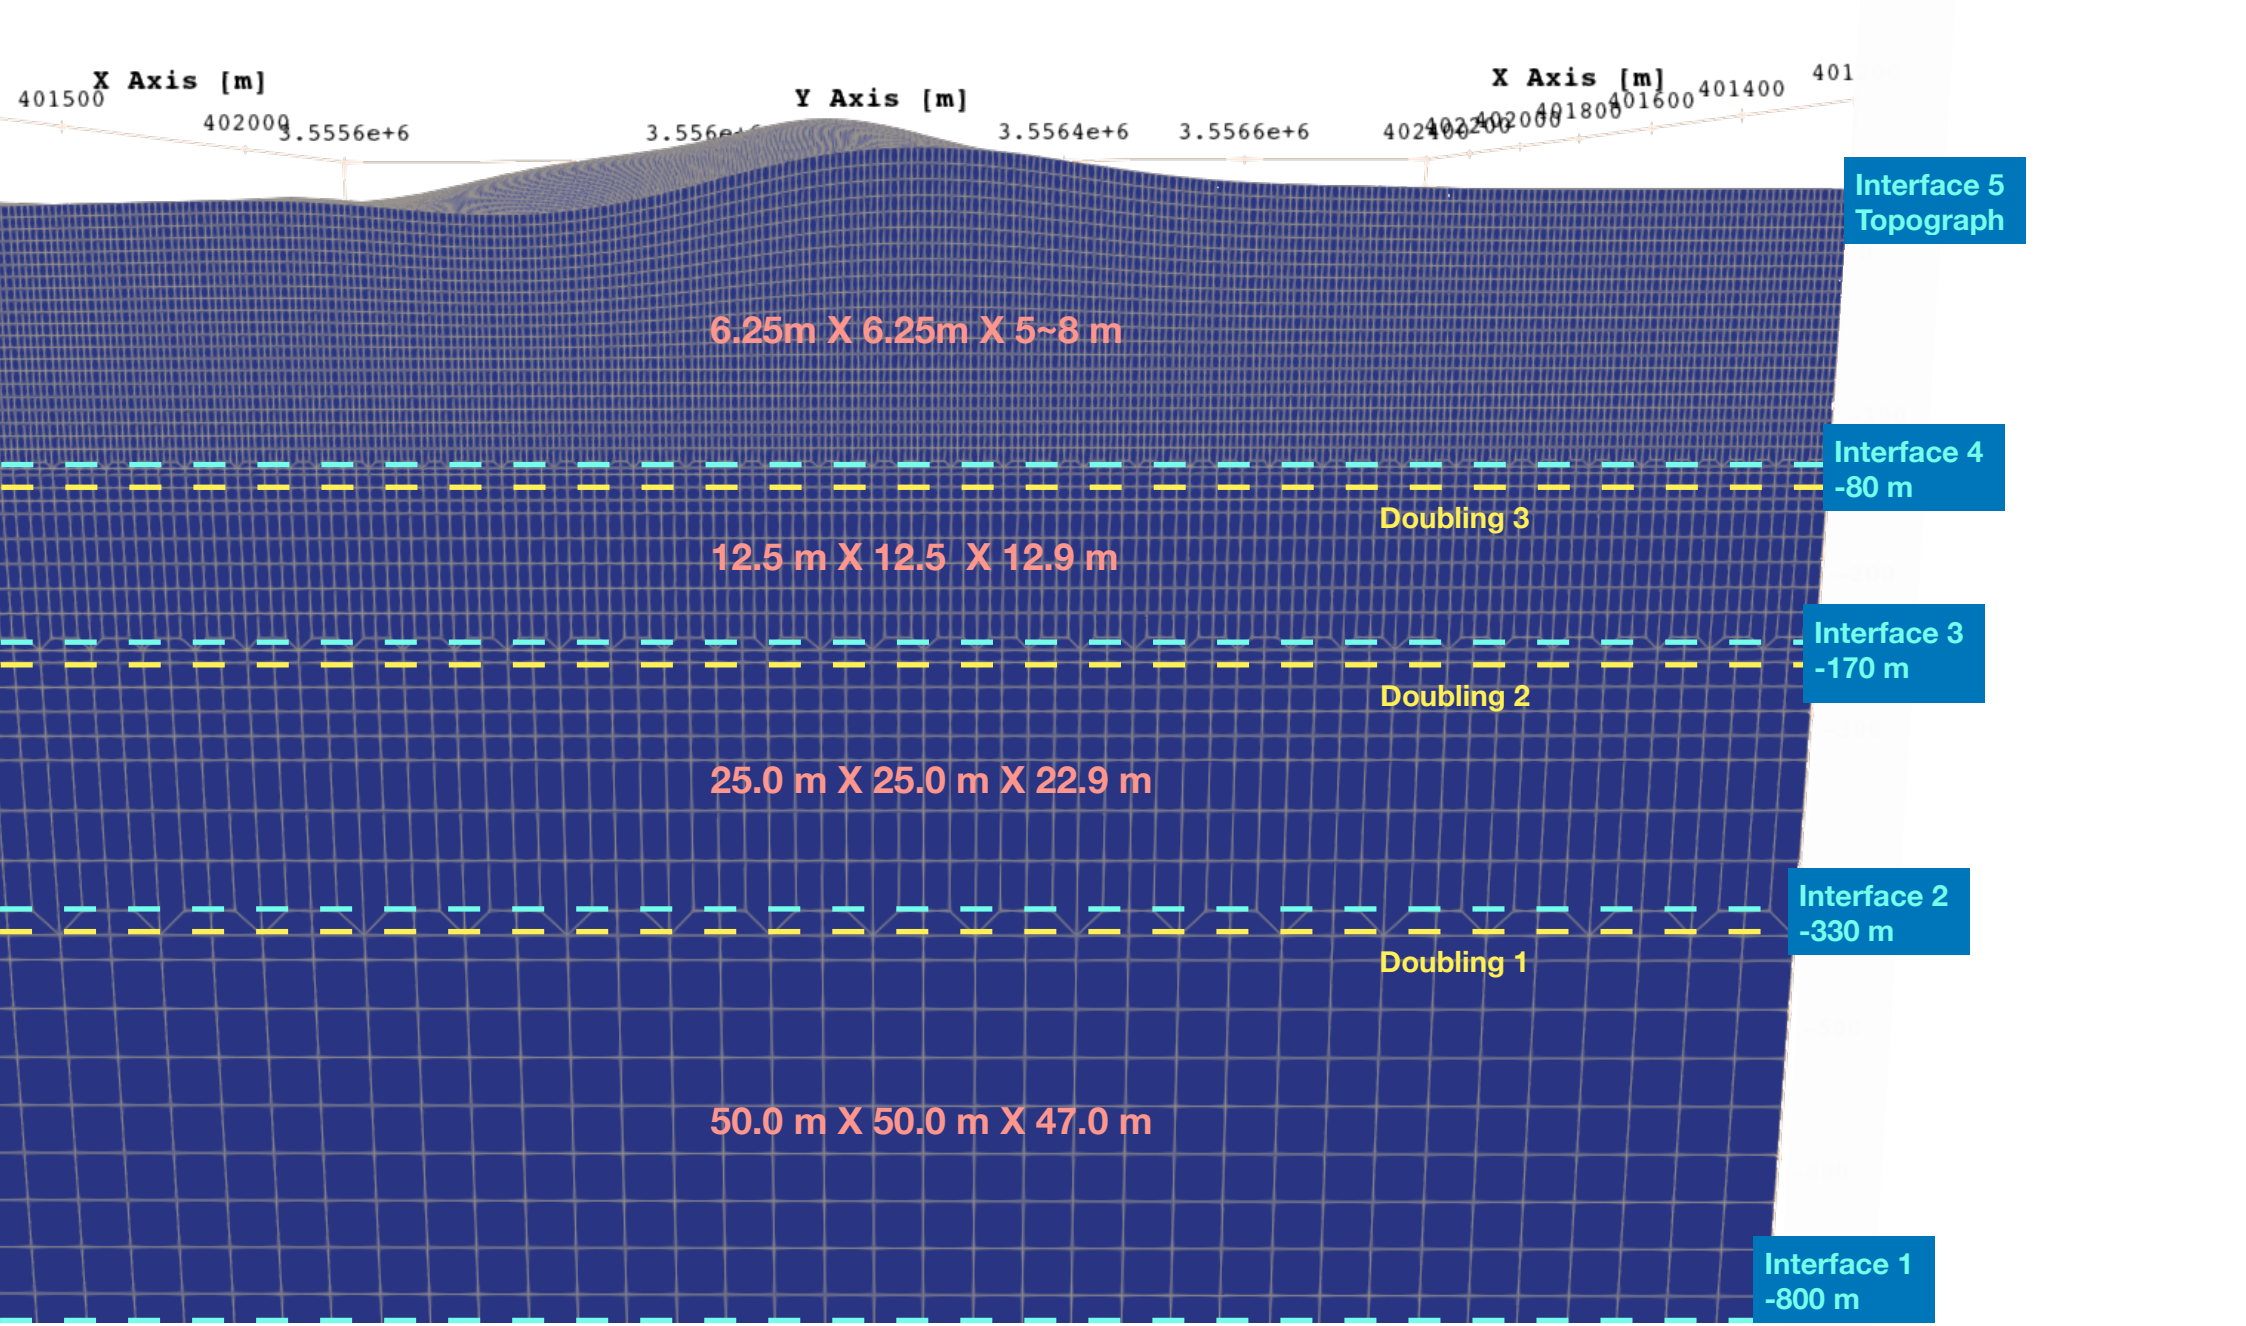 X Axis [m]
401500
402000
3.5556e+6
Y Axis [m]
3.5564e+6
3.5566e+6
X Axis [m]
402400
402200
402000
401800
401600
401400
Interface 5
Topograph
6.25m X 6.25m X 5~8 m
Interface 4
-80 m
Doubling 3
12.5 m X 12.5 X 12.9 m
Interface 3
-170 m
Doubling 2
25.0 m X 25.0 m X 22.9 m
Interface 2
-330 m
Doubling 1
50.0 m X 50.0 m X 47.0 m
Interface 1
-800 m